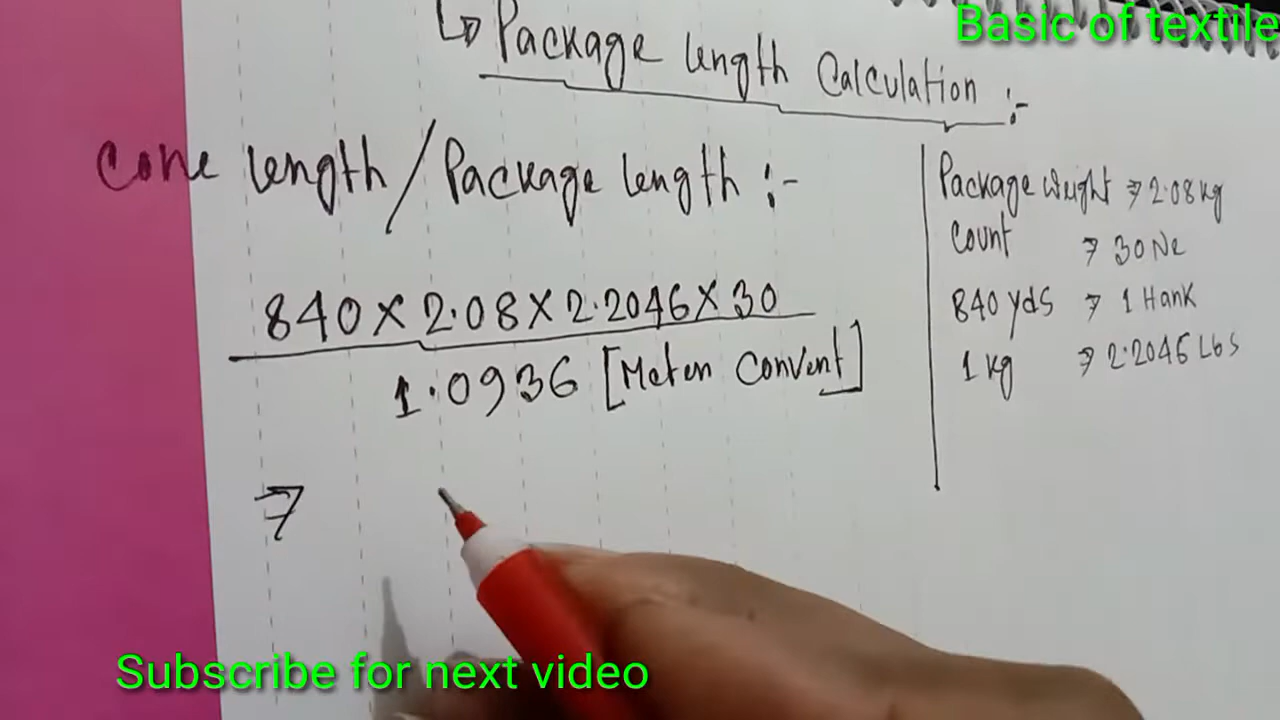 Basic of textile
↳ Package length Calculation :-
Cone length / Package length :-
840 × 2.08 × 2.2046 × 30
1.0936 [Meter Convert]
⇒
Package weight ⇒ 2.08 kg
Count ⇒ 30 Ne
840 yds ⇒ 1 Hank
1 kg ⇒ 2.2046 Lbs
Subscribe for next video